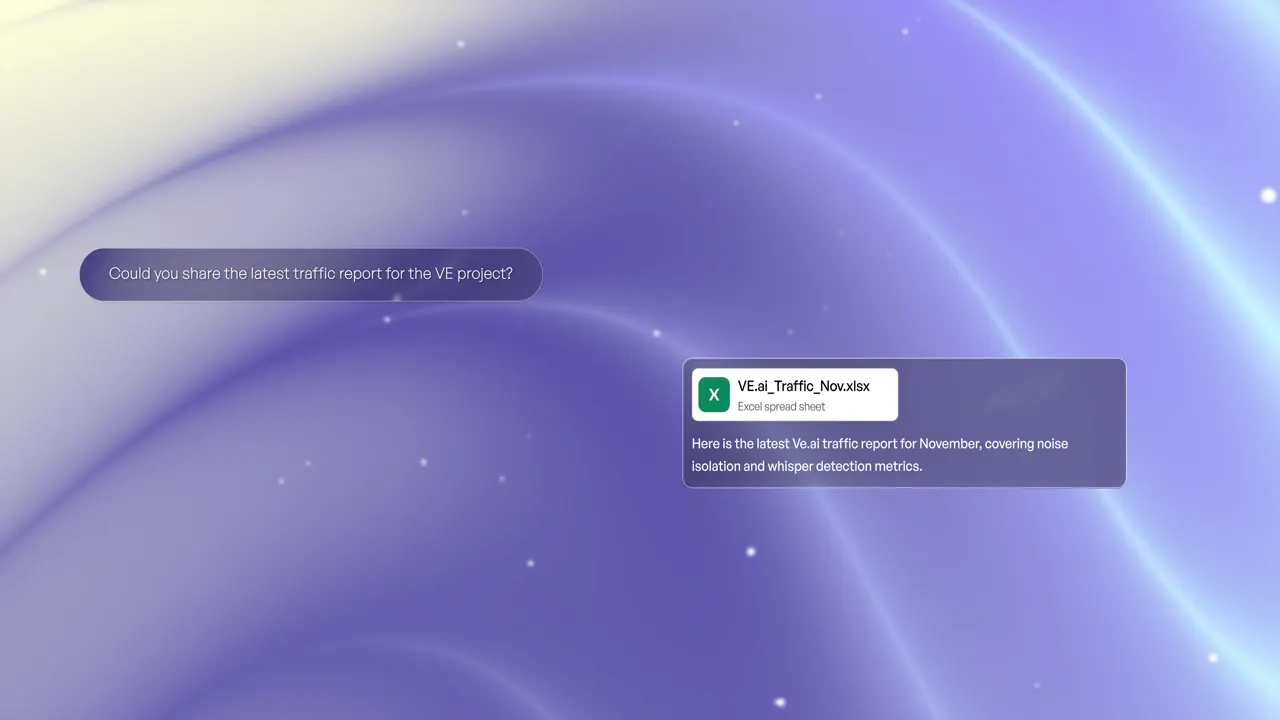 Could you share the latest traffic report for the VE project?
X
VE.ai_Traffic_Nov.xlsx
Excel spread sheet
Here is the latest Ve.ai traffic report for November, covering noise
isolation and whisper detection metrics.